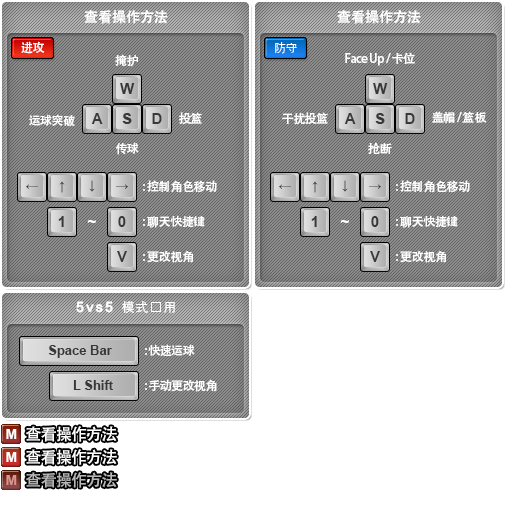 查看操作方法
进攻
掩护
W
运球突破 A S D 投篮
传球
← ↑ ↓ → :控制角色移动
1 ~ 0 :聊天快捷键
V :更改视角
查看操作方法
防守
Face Up/卡位
W
干扰投篮 A S D 盖帽/篮板
抢断
← ↑ ↓ → :控制角色移动
1 ~ 0 :聊天快捷键
V :更改视角
5vs5 模式□用
Space Bar :快速运球
L Shift :手动更改视角
M 查看操作方法
M 查看操作方法
M 查看操作方法